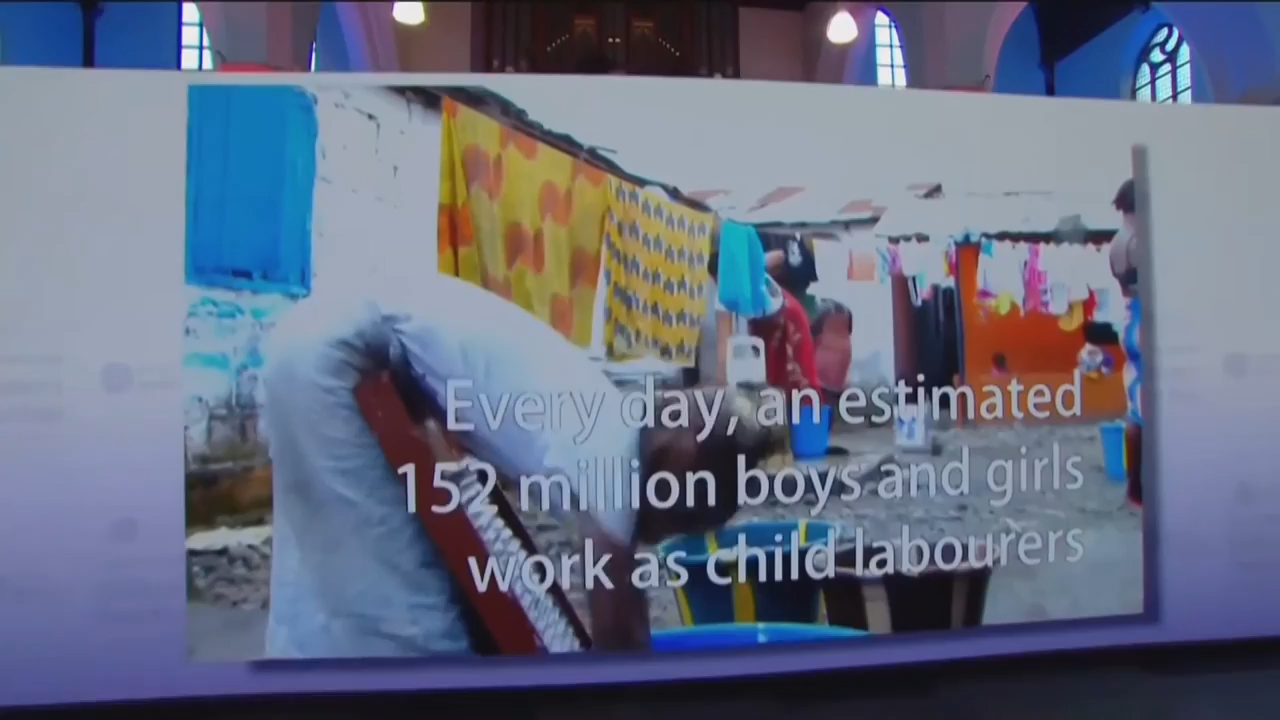 Every day, an estimated
152 million boys and girls
work as child labourers